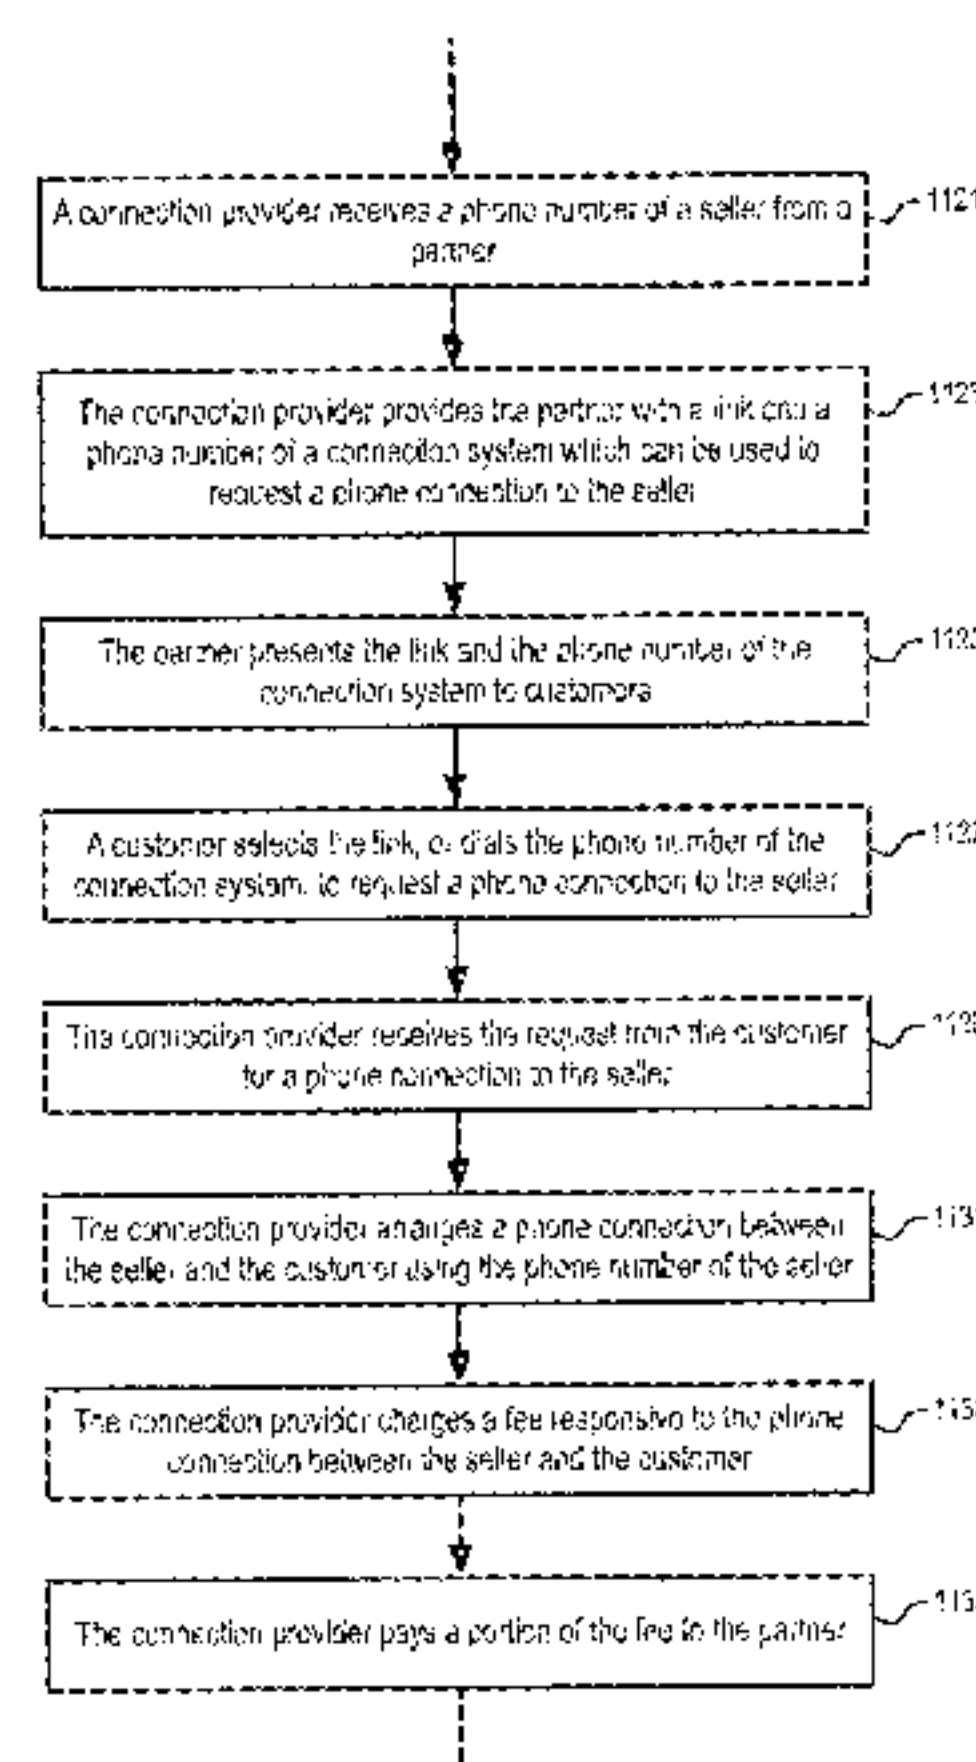 A connection provider receives a phone number of a seller from a
1121
partner
The connection provider provides the partner with a link and a
phone number of a connection system which can be used to
request a phone connection to the seller
The partner presents the link and the phone number of the
connection system to customers
A customer selects the link, or dials the phone number of the
connection system, to request a phone connection to the seller
The connection provider receives the request from the customer
for a phone connection to the seller
The connection provider arranges a phone connection between
the seller and the customer using the phone number of the seller
The connection provider charges a fee responsive to the phone
connection between the seller and the customer
The connection provider pays a portion of the fee to the partner